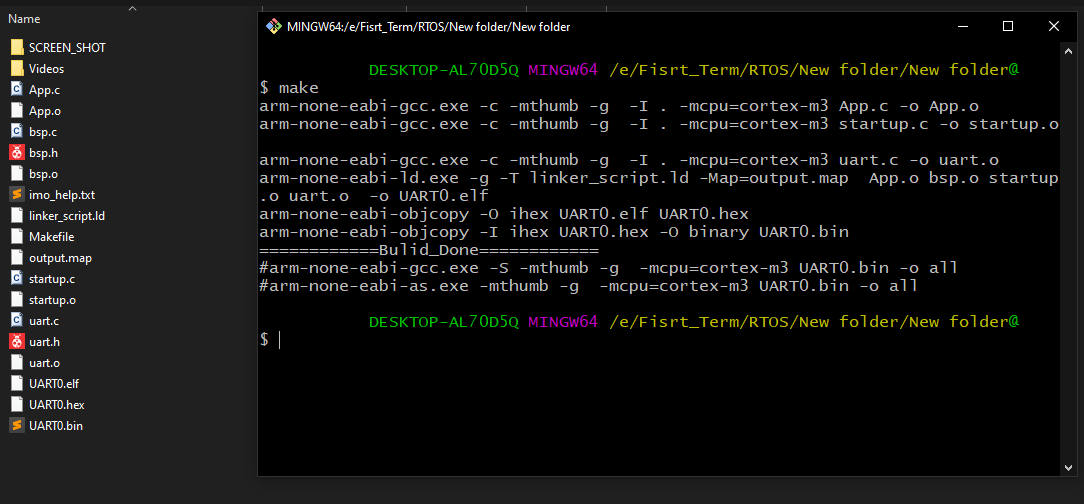 Name
SCREEN_SHOT
Videos
App.c
App.o
bsp.c
bsp.h
bsp.o
imo_help.txt
linker_script.ld
Makefile
output.map
startup.c
startup.o
uart.c
uart.h
uart.o
UART0.elf
UART0.hex
UART0.bin
MINGW64:/e/Fisrt_Term/RTOS/New folder/New folder
DESKTOP-AL7OD5Q MINGW64 /e/Fisrt_Term/RTOS/New folder/New folder@
$ make
arm-none-eabi-gcc.exe -c -mthumb -g  -I . -mcpu=cortex-m3 App.c -o App.o
arm-none-eabi-gcc.exe -c -mthumb -g  -I . -mcpu=cortex-m3 startup.c -o startup.o
arm-none-eabi-gcc.exe -c -mthumb -g  -I . -mcpu=cortex-m3 uart.c -o uart.o
arm-none-eabi-ld.exe -g -T linker_script.ld -Map=output.map  App.o bsp.o startup
.o uart.o  -o UART0.elf
arm-none-eabi-objcopy -O ihex UART0.elf UART0.hex
arm-none-eabi-objcopy -I ihex UART0.hex -O binary UART0.bin
============Bulid_Done============
#arm-none-eabi-gcc.exe -S -mthumb -g  -mcpu=cortex-m3 UART0.bin -o all
#arm-none-eabi-as.exe -mthumb -g  -mcpu=cortex-m3 UART0.bin -o all
DESKTOP-AL7OD5Q MINGW64 /e/Fisrt_Term/RTOS/New folder/New folder@
$